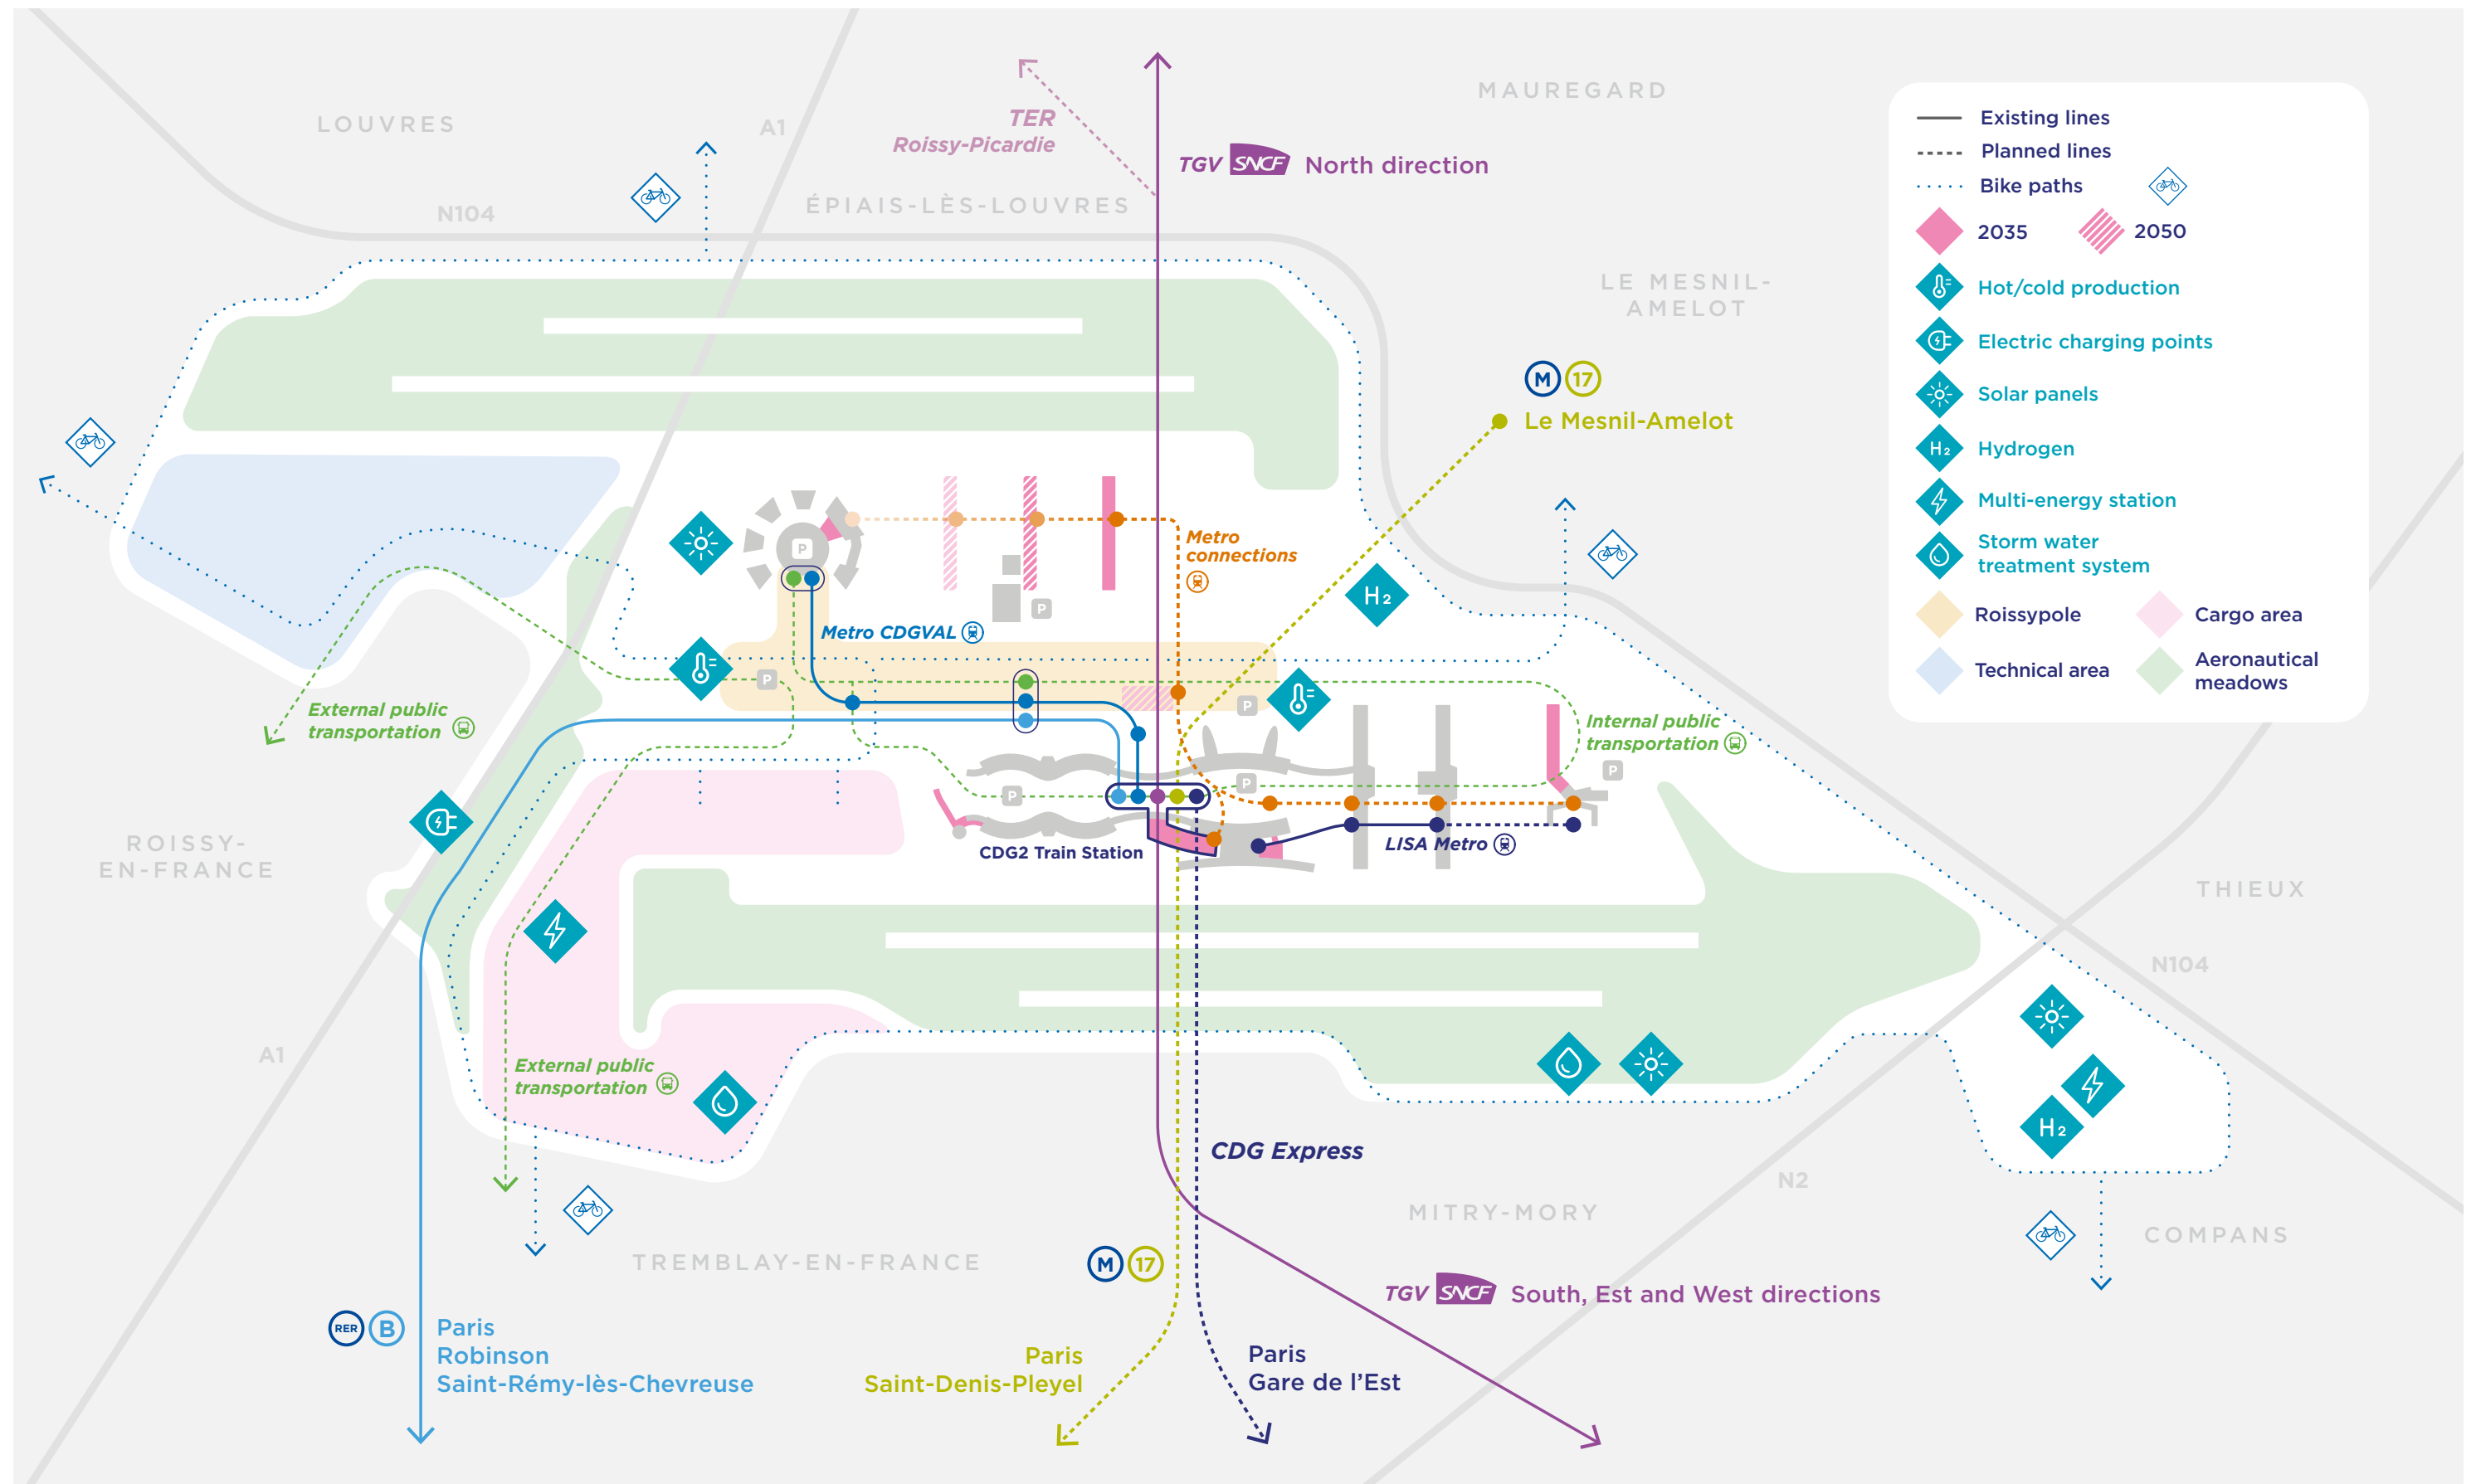 MAUREGARD
LOUVRES
A1
TER
Roissy-Picardie
TGV SNCF North direction
N104
ÉPIAIS-LÈS-LOUVRES
LE MESNIL-
AMELOT
M 17
Le Mesnil-Amelot
Existing lines
Planned lines
Bike paths
2035
2050
Hot/cold production
Electric charging points
Solar panels
H2 Hydrogen
Multi-energy station
Storm water
treatment system
Roissypole
Cargo area
Technical area
Aeronautical
meadows
P
Metro
connections
H2
P
Metro CDGVAL
P
P
External public
transportation
Internal public
transportation
P
P
P
CDG2 Train Station
LISA Metro
ROISSY-
EN-FRANCE
THIEUX
N104
A1
External public
transportation
H2
CDG Express
N2
MITRY-MORY
COMPANS
TREMBLAY-EN-FRANCE
M 17
TGV SNCF South, Est and West directions
RER B
Paris
Robinson
Saint-Rémy-lès-Chevreuse
Paris
Saint-Denis-Pleyel
Paris
Gare de l'Est